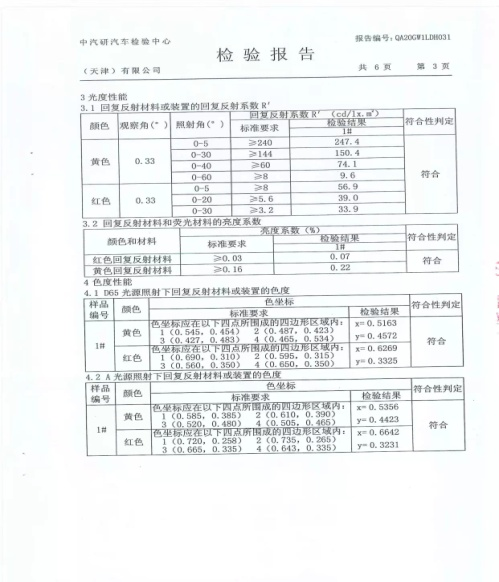 中汽研汽车检验中心
报告编号：QA20GW1LDH031
检验报告
（天津）有限公司
共 6 页 第 3 页
3 光度性能
3.1 回复反射材料或装置的回复反射系数 R′
颜色 观察角(°) 照射角(°) 回复反射系数 R′ (cd/lx.m²) 符合性判定
标准要求 检验结果
1#
黄色 0.33 0-5 ≥240 247.4 符合
0-30 ≥144 150.4
0-40 ≥60 74.1
0-60 ≥8 9.6
红色 0.33 0-5 ≥8 56.9
0-20 ≥5.6 39.0
0-30 ≥3.2 33.9
3.2 回复反射材料和荧光材料的亮度系数
颜色和材料 亮度系数 (%) 符合性判定
标准要求 检验结果
1#
红色回复反射材料 ≥0.03 0.07 符合
黄色回复反射材料 ≥0.16 0.22
4 色度性能
4.1 D65 光源照射下回复反射材料或装置的色度
样品编号 颜色 色坐标 符合性判定
标准要求 检验结果
1# 黄色 色坐标应在以下四点所围成的四边形区域内： x= 0.5163 符合
1（0.545, 0.454） 2（0.487, 0.423）
3（0.427, 0.483） 4（0.465, 0.534） y= 0.4572
红色 色坐标应在以下四点所围成的四边形区域内： x= 0.6269
1（0.690, 0.310） 2（0.595, 0.315）
3（0.560, 0.350） 4（0.650, 0.350） y= 0.3325
4.2 A 光源照射下回复反射材料或装置的色度
样品编号 颜色 色坐标 符合性判定
标准要求 检验结果
1# 黄色 色坐标应在以下四点所围成的四边形区域内： x= 0.5356 符合
1（0.585, 0.385） 2（0.610, 0.390）
3（0.520, 0.480） 4（0.505, 0.465） y= 0.4423
红色 色坐标应在以下四点所围成的四边形区域内： x= 0.6642
1（0.720, 0.258） 2（0.735, 0.265）
3（0.665, 0.335） 4（0.643, 0.335） y= 0.3231